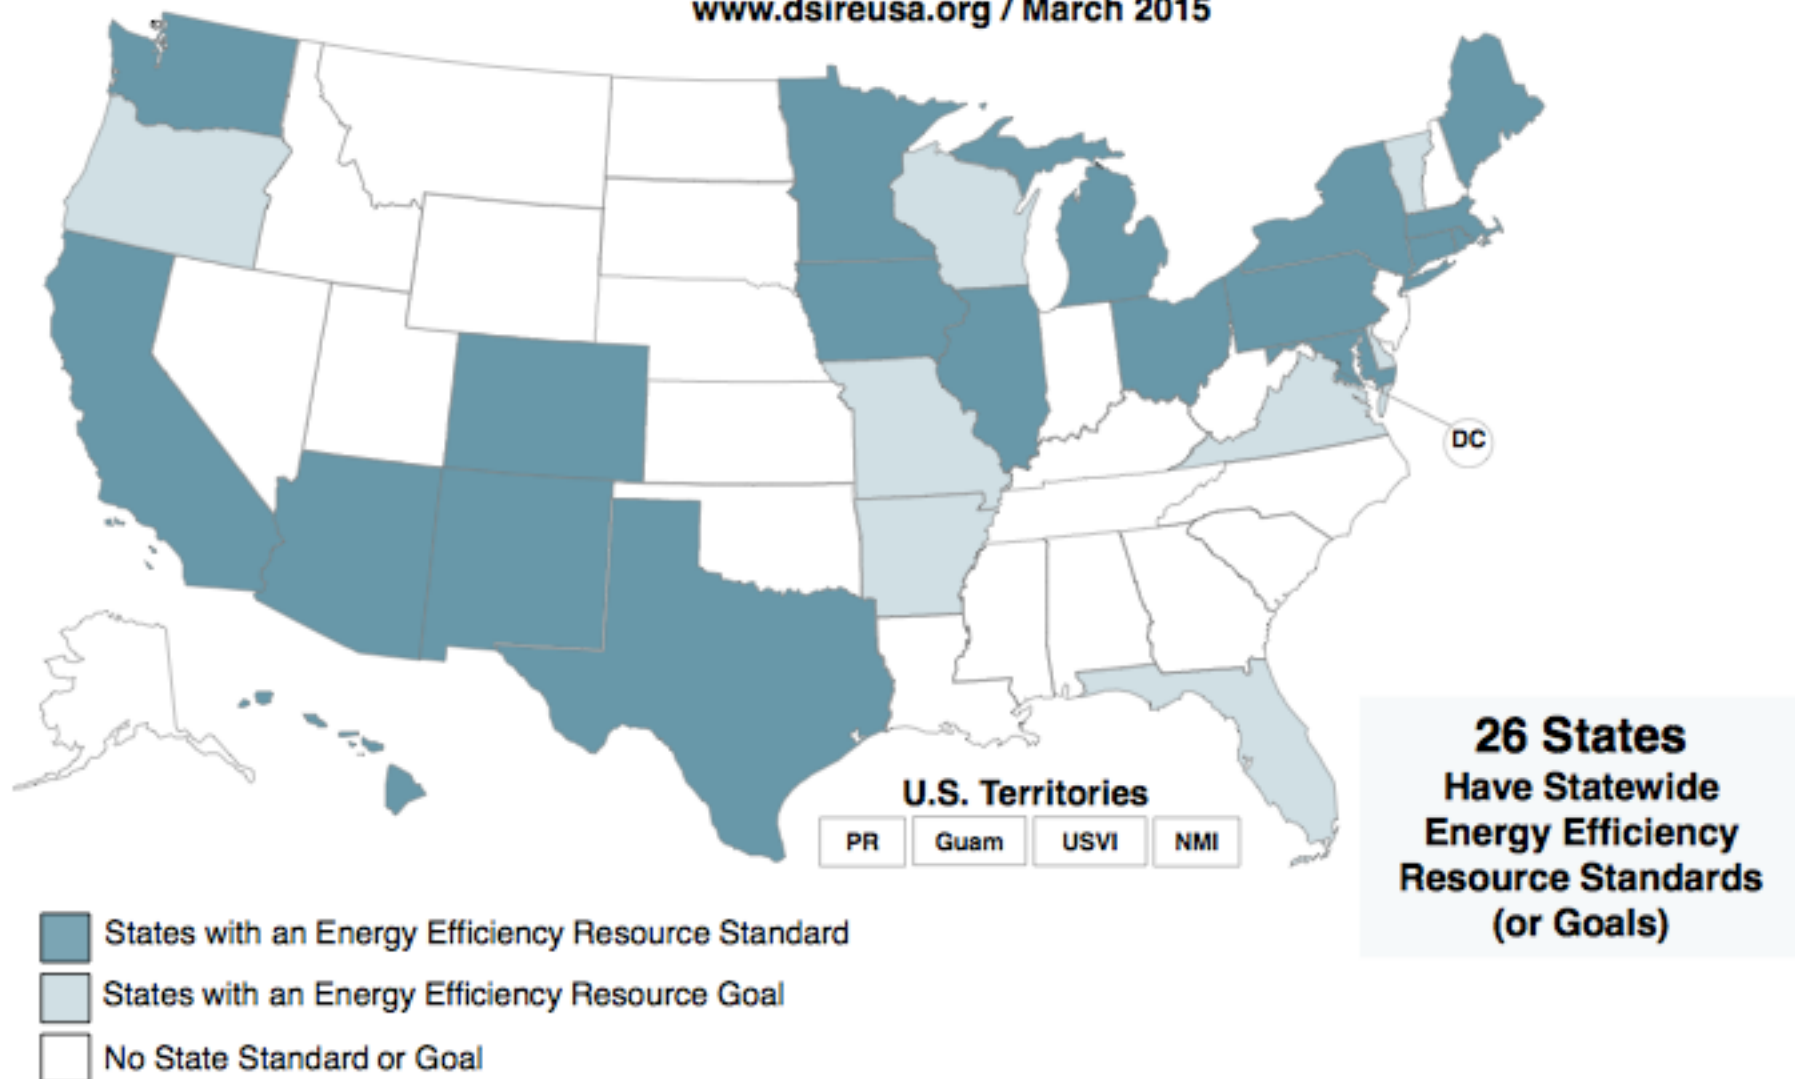 www.dsireusa.org / March 2015
DC
26 States
Have Statewide
Energy Efficiency
Resource Standards
(or Goals)
U.S. Territories
PR
Guam
USVI
NMI
States with an Energy Efficiency Resource Standard
States with an Energy Efficiency Resource Goal
No State Standard or Goal